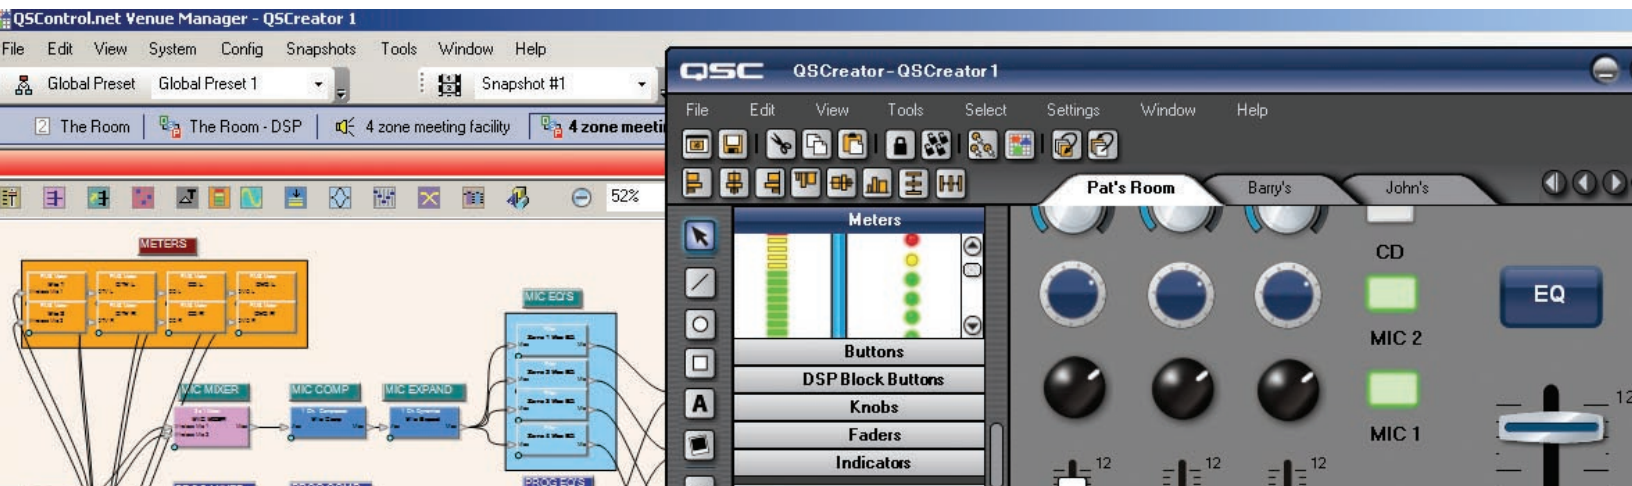 QSControl.net Venue Manager - QSCreator 1
File Edit View System Config Snapshots Tools Window Help
Global Preset Global Preset 1 Snapshot #1
2 The Room The Room - DSP 4 zone meeting facility 4 zone meeti
52%
METERS
MIC EQ'S
MIC MIXER MIC COMP MIC EXPAND
QSC QSCreator-QSCreator1
File Edit View Tools Select Settings Window Help
Pat's Room Barry's John's
Meters
A
Buttons
DSP Block Buttons
Knobs
Faders
Indicators
CD
EQ
MIC 2
MIC 1
12
12 12 12